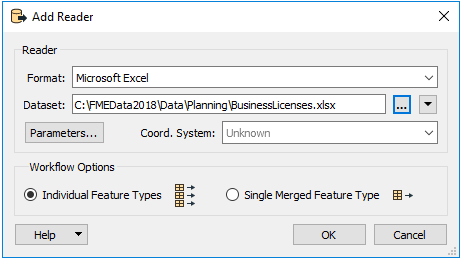 Add Reader
Reader
Format: Microsoft Excel
Dataset: C:\FMEData2018\Data\Planning\BusinessLicenses.xlsx ...
Parameters... Coord. System: Unknown
Workflow Options
Individual Feature Types Single Merged Feature Type
Help OK Cancel